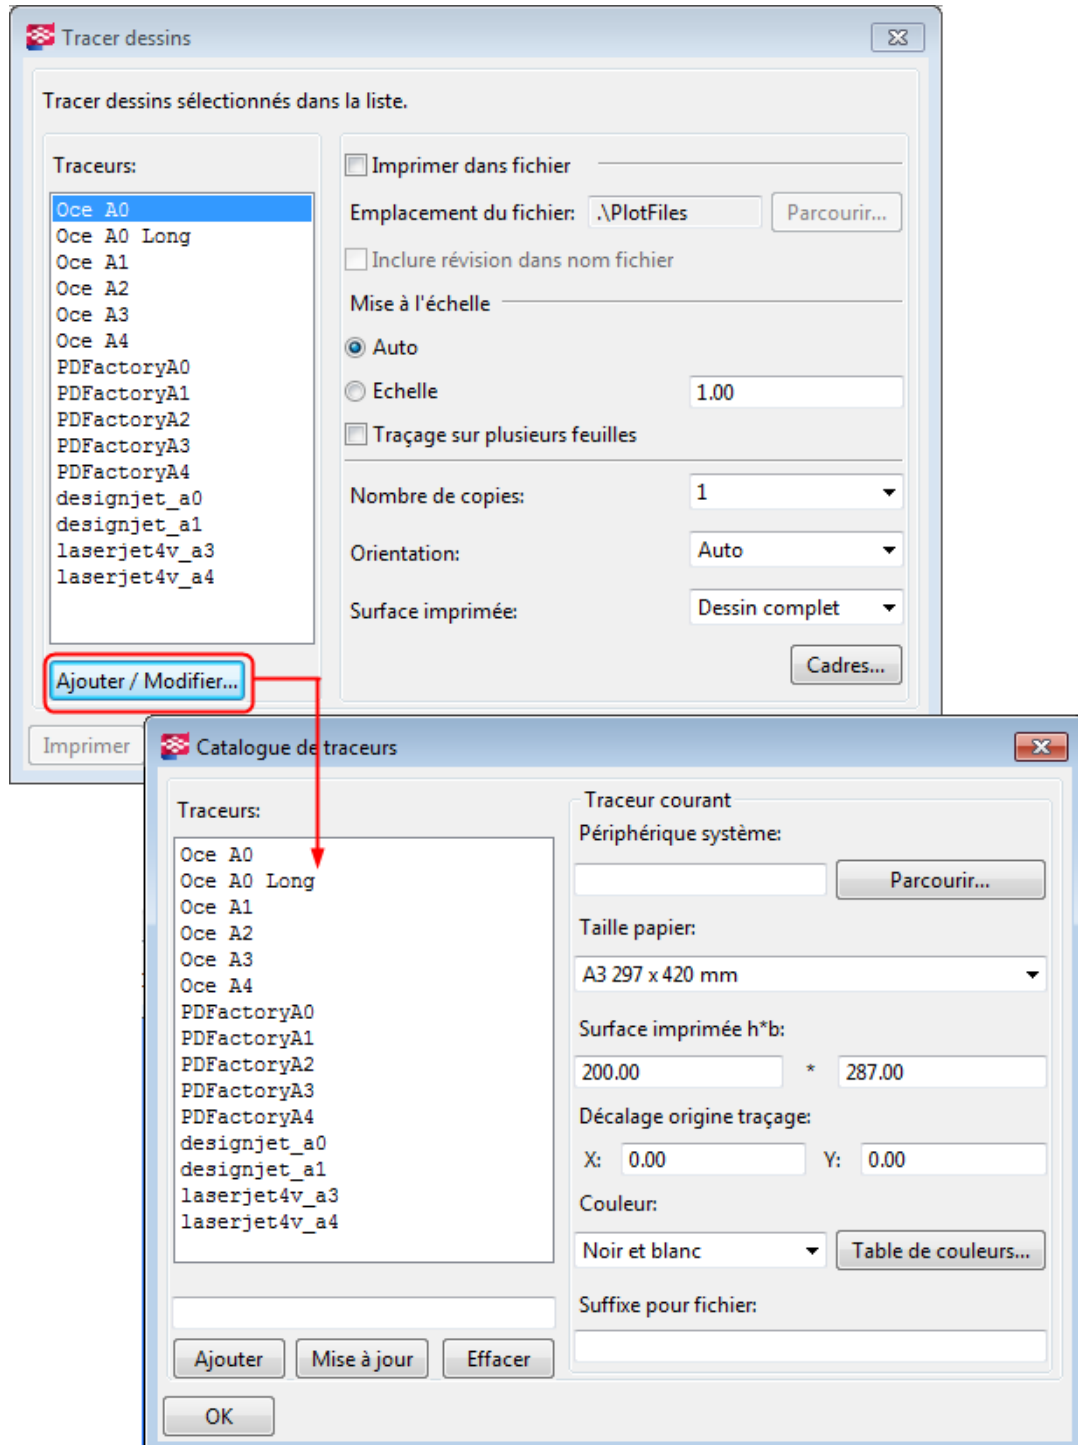 Tracer dessins
Tracer dessins sélectionnés dans la liste.
Traceurs:
Oce A0
Oce A0 Long
Oce A1
Oce A2
Oce A3
Oce A4
PDFactoryA0
PDFactoryA1
PDFactoryA2
PDFactoryA3
PDFactoryA4
designjet_a0
designjet_a1
laserjet4v_a3
laserjet4v_a4
Ajouter / Modifier...
Imprimer dans fichier
Emplacement du fichier: .\PlotFiles Parcourir...
Inclure révision dans nom fichier
Mise à l'échelle
Auto
Echelle 1.00
Traçage sur plusieurs feuilles
Nombre de copies: 1
Orientation: Auto
Surface imprimée: Dessin complet
Cadres...
Imprimer
Catalogue de traceurs
Traceurs:
Oce A0
Oce A0 Long
Oce A1
Oce A2
Oce A3
Oce A4
PDFactoryA0
PDFactoryA1
PDFactoryA2
PDFactoryA3
PDFactoryA4
designjet_a0
designjet_a1
laserjet4v_a3
laserjet4v_a4
Ajouter Mise à jour Effacer
Traceur courant
Périphérique système:
Parcourir...
Taille papier:
A3 297 x 420 mm
Surface imprimée h*b:
200.00 * 287.00
Décalage origine traçage:
X: 0.00 Y: 0.00
Couleur:
Noir et blanc Table de couleurs...
Suffixe pour fichier:
OK